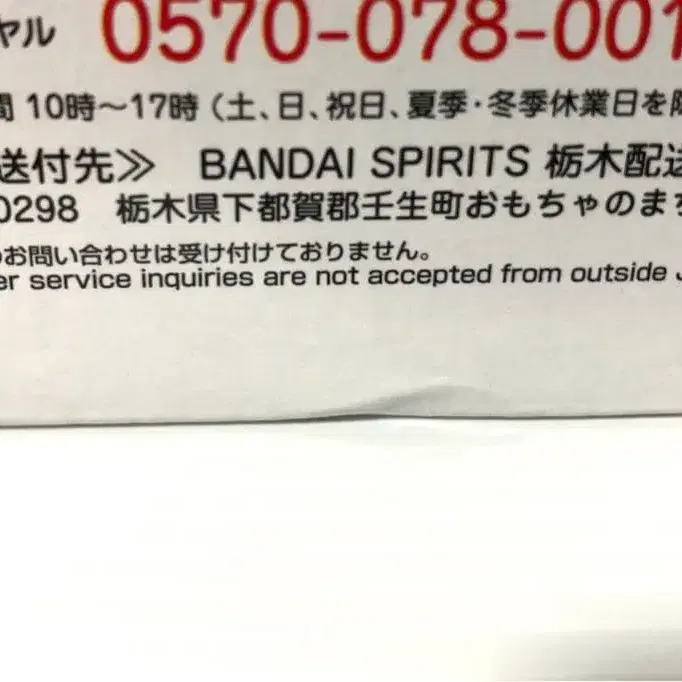 ヤル 0570-078-001
間 10時～17時（土、日、祝日、夏季・冬季休業日を除
送付先≫ BANDAI SPIRITS 栃木配送
0298 栃木県下都賀郡壬生町おもちゃのまち
のお問い合わせは受け付けておりません。
er service inquiries are not accepted from outside J